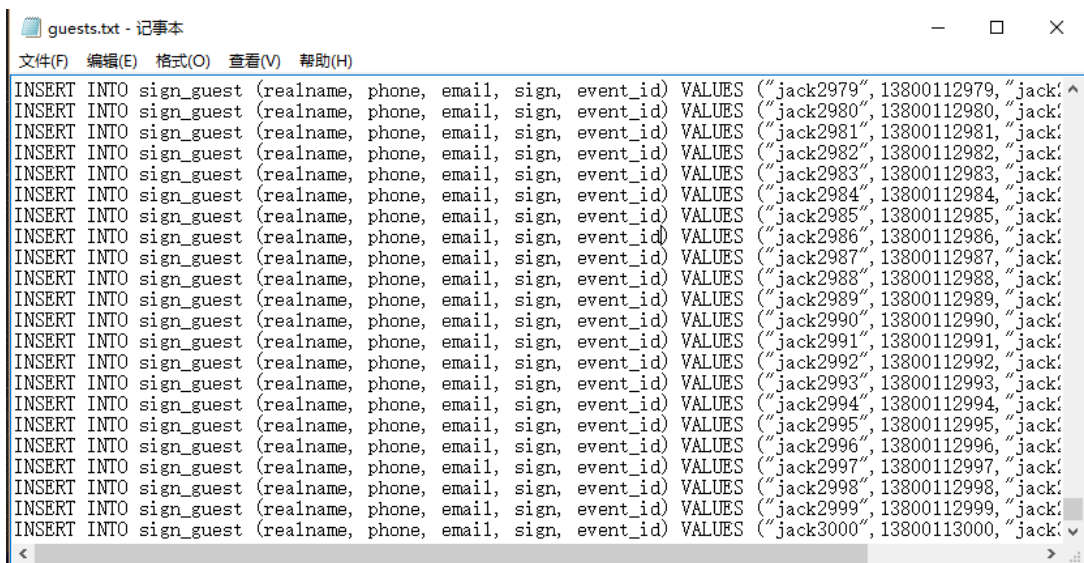 guests.txt - 记事本
文件(F) 编辑(E) 格式(O) 查看(V) 帮助(H)
INSERT INTO sign_guest (realname, phone, email, sign, event_id) VALUES ("jack2979",13800112979,"jack
INSERT INTO sign_guest (realname, phone, email, sign, event_id) VALUES ("jack2980",13800112980,"jack
INSERT INTO sign_guest (realname, phone, email, sign, event_id) VALUES ("jack2981",13800112981,"jack
INSERT INTO sign_guest (realname, phone, email, sign, event_id) VALUES ("jack2982",13800112982,"jack
INSERT INTO sign_guest (realname, phone, email, sign, event_id) VALUES ("jack2983",13800112983,"jack
INSERT INTO sign_guest (realname, phone, email, sign, event_id) VALUES ("jack2984",13800112984,"jack
INSERT INTO sign_guest (realname, phone, email, sign, event_id) VALUES ("jack2985",13800112985,"jack
INSERT INTO sign_guest (realname, phone, email, sign, event_id) VALUES ("jack2986",13800112986,"jack
INSERT INTO sign_guest (realname, phone, email, sign, event_id) VALUES ("jack2987",13800112987,"jack
INSERT INTO sign_guest (realname, phone, email, sign, event_id) VALUES ("jack2988",13800112988,"jack
INSERT INTO sign_guest (realname, phone, email, sign, event_id) VALUES ("jack2989",13800112989,"jack
INSERT INTO sign_guest (realname, phone, email, sign, event_id) VALUES ("jack2990",13800112990,"jack
INSERT INTO sign_guest (realname, phone, email, sign, event_id) VALUES ("jack2991",13800112991,"jack
INSERT INTO sign_guest (realname, phone, email, sign, event_id) VALUES ("jack2992",13800112992,"jack
INSERT INTO sign_guest (realname, phone, email, sign, event_id) VALUES ("jack2993",13800112993,"jack
INSERT INTO sign_guest (realname, phone, email, sign, event_id) VALUES ("jack2994",13800112994,"jack
INSERT INTO sign_guest (realname, phone, email, sign, event_id) VALUES ("jack2995",13800112995,"jack
INSERT INTO sign_guest (realname, phone, email, sign, event_id) VALUES ("jack2996",13800112996,"jack
INSERT INTO sign_guest (realname, phone, email, sign, event_id) VALUES ("jack2997",13800112997,"jack
INSERT INTO sign_guest (realname, phone, email, sign, event_id) VALUES ("jack2998",13800112998,"jack
INSERT INTO sign_guest (realname, phone, email, sign, event_id) VALUES ("jack2999",13800112999,"jack
INSERT INTO sign_guest (realname, phone, email, sign, event_id) VALUES ("jack3000",13800113000,"jack